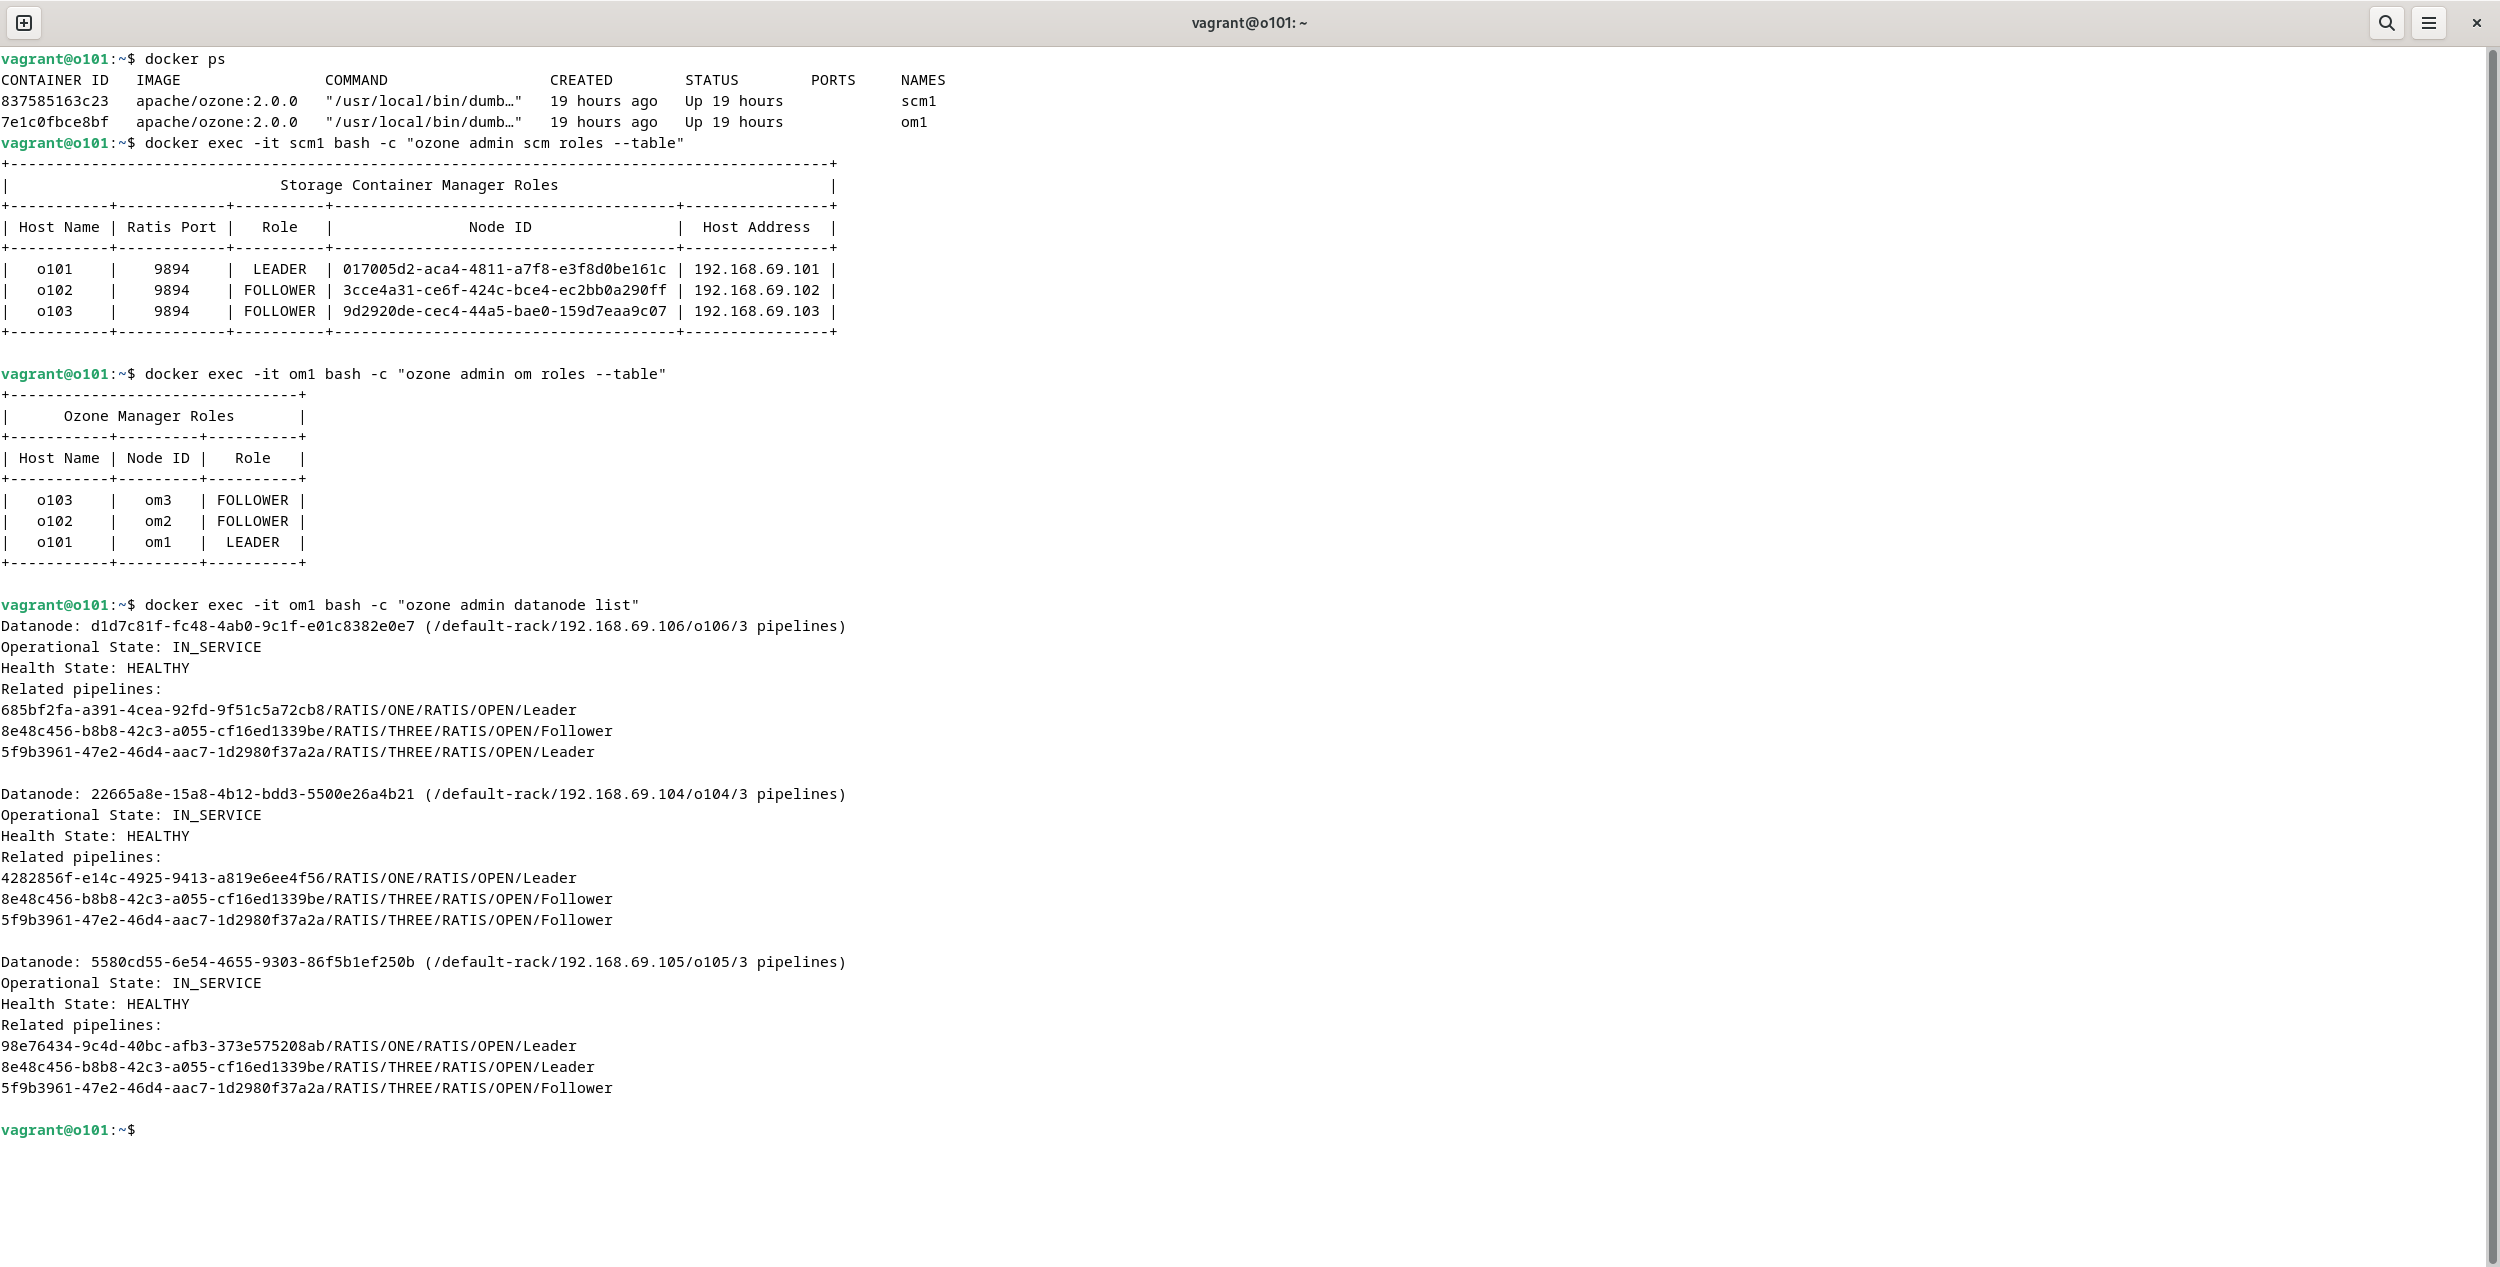 vagrant@o101: ~
vagrant@o101:~$ docker ps
CONTAINER ID   IMAGE                COMMAND                  CREATED        STATUS        PORTS     NAMES
837585163c23   apache/ozone:2.0.0   "/usr/local/bin/dumb…"   19 hours ago   Up 19 hours             scm1
7e1c0fbce8bf   apache/ozone:2.0.0   "/usr/local/bin/dumb…"   19 hours ago   Up 19 hours             om1
vagrant@o101:~$ docker exec -it scm1 bash -c "ozone admin scm roles --table"
+-------------------------------------------------------------------------------------------+
|                              Storage Container Manager Roles                              |
+-----------+------------+----------+--------------------------------------+----------------+
| Host Name | Ratis Port |   Role   |               Node ID                |  Host Address  |
+-----------+------------+----------+--------------------------------------+----------------+
|   o101    |    9894    |  LEADER  | 017005d2-aca4-4811-a7f8-e3f8d0be161c | 192.168.69.101 |
|   o102    |    9894    | FOLLOWER | 3cce4a31-ce6f-424c-bce4-ec2bb0a290ff | 192.168.69.102 |
|   o103    |    9894    | FOLLOWER | 9d2920de-cec4-44a5-bae0-159d7eaa9c07 | 192.168.69.103 |
+-----------+------------+----------+--------------------------------------+----------------+
vagrant@o101:~$ docker exec -it om1 bash -c "ozone admin om roles --table"
+--------------------------------+
|      Ozone Manager Roles       |
+-----------+---------+----------+
| Host Name | Node ID |   Role   |
+-----------+---------+----------+
|   o103    |   om3   | FOLLOWER |
|   o102    |   om2   | FOLLOWER |
|   o101    |   om1   |  LEADER  |
+-----------+---------+----------+
vagrant@o101:~$ docker exec -it om1 bash -c "ozone admin datanode list"
Datanode: d1d7c81f-fc48-4ab0-9c1f-e01c8382e0e7 (/default-rack/192.168.69.106/o106/3 pipelines)
Operational State: IN_SERVICE
Health State: HEALTHY
Related pipelines:
685bf2fa-a391-4cea-92fd-9f51c5a72cb8/RATIS/ONE/RATIS/OPEN/Leader
8e48c456-b8b8-42c3-a055-cf16ed1339be/RATIS/THREE/RATIS/OPEN/Follower
5f9b3961-47e2-46d4-aac7-1d2980f37a2a/RATIS/THREE/RATIS/OPEN/Leader
Datanode: 22665a8e-15a8-4b12-bdd3-5500e26a4b21 (/default-rack/192.168.69.104/o104/3 pipelines)
Operational State: IN_SERVICE
Health State: HEALTHY
Related pipelines:
4282856f-e14c-4925-9413-a819e6ee4f56/RATIS/ONE/RATIS/OPEN/Leader
8e48c456-b8b8-42c3-a055-cf16ed1339be/RATIS/THREE/RATIS/OPEN/Follower
5f9b3961-47e2-46d4-aac7-1d2980f37a2a/RATIS/THREE/RATIS/OPEN/Follower
Datanode: 5580cd55-6e54-4655-9303-86f5b1ef250b (/default-rack/192.168.69.105/o105/3 pipelines)
Operational State: IN_SERVICE
Health State: HEALTHY
Related pipelines:
98e76434-9c4d-40bc-afb3-373e575208ab/RATIS/ONE/RATIS/OPEN/Leader
8e48c456-b8b8-42c3-a055-cf16ed1339be/RATIS/THREE/RATIS/OPEN/Leader
5f9b3961-47e2-46d4-aac7-1d2980f37a2a/RATIS/THREE/RATIS/OPEN/Follower
vagrant@o101:~$